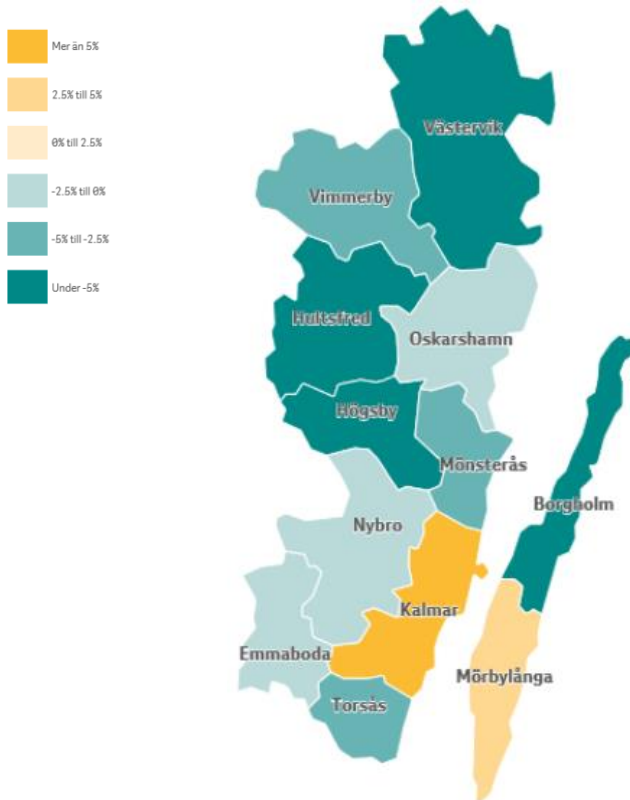 Mer än 5%
2.5% till 5%
0% till 2.5%
-2.5% till 0%
-5% till -2.5%
Under -5%
Västervik
Vimmerby
Hultsfred
Oskarshamn
Högsby
Mönsterås
Borgholm
Nybro
Kalmar
Emmaboda
Mörbylånga
Torsås